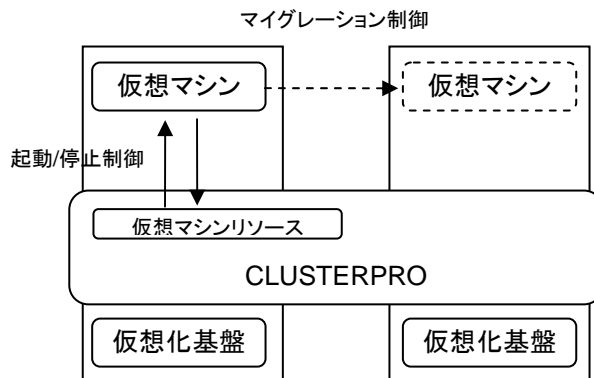 マイグレーション制御
仮想マシン
仮想マシン
起動/停止制御
仮想マシンリソース
CLUSTERPRO
仮想化基盤
仮想化基盤